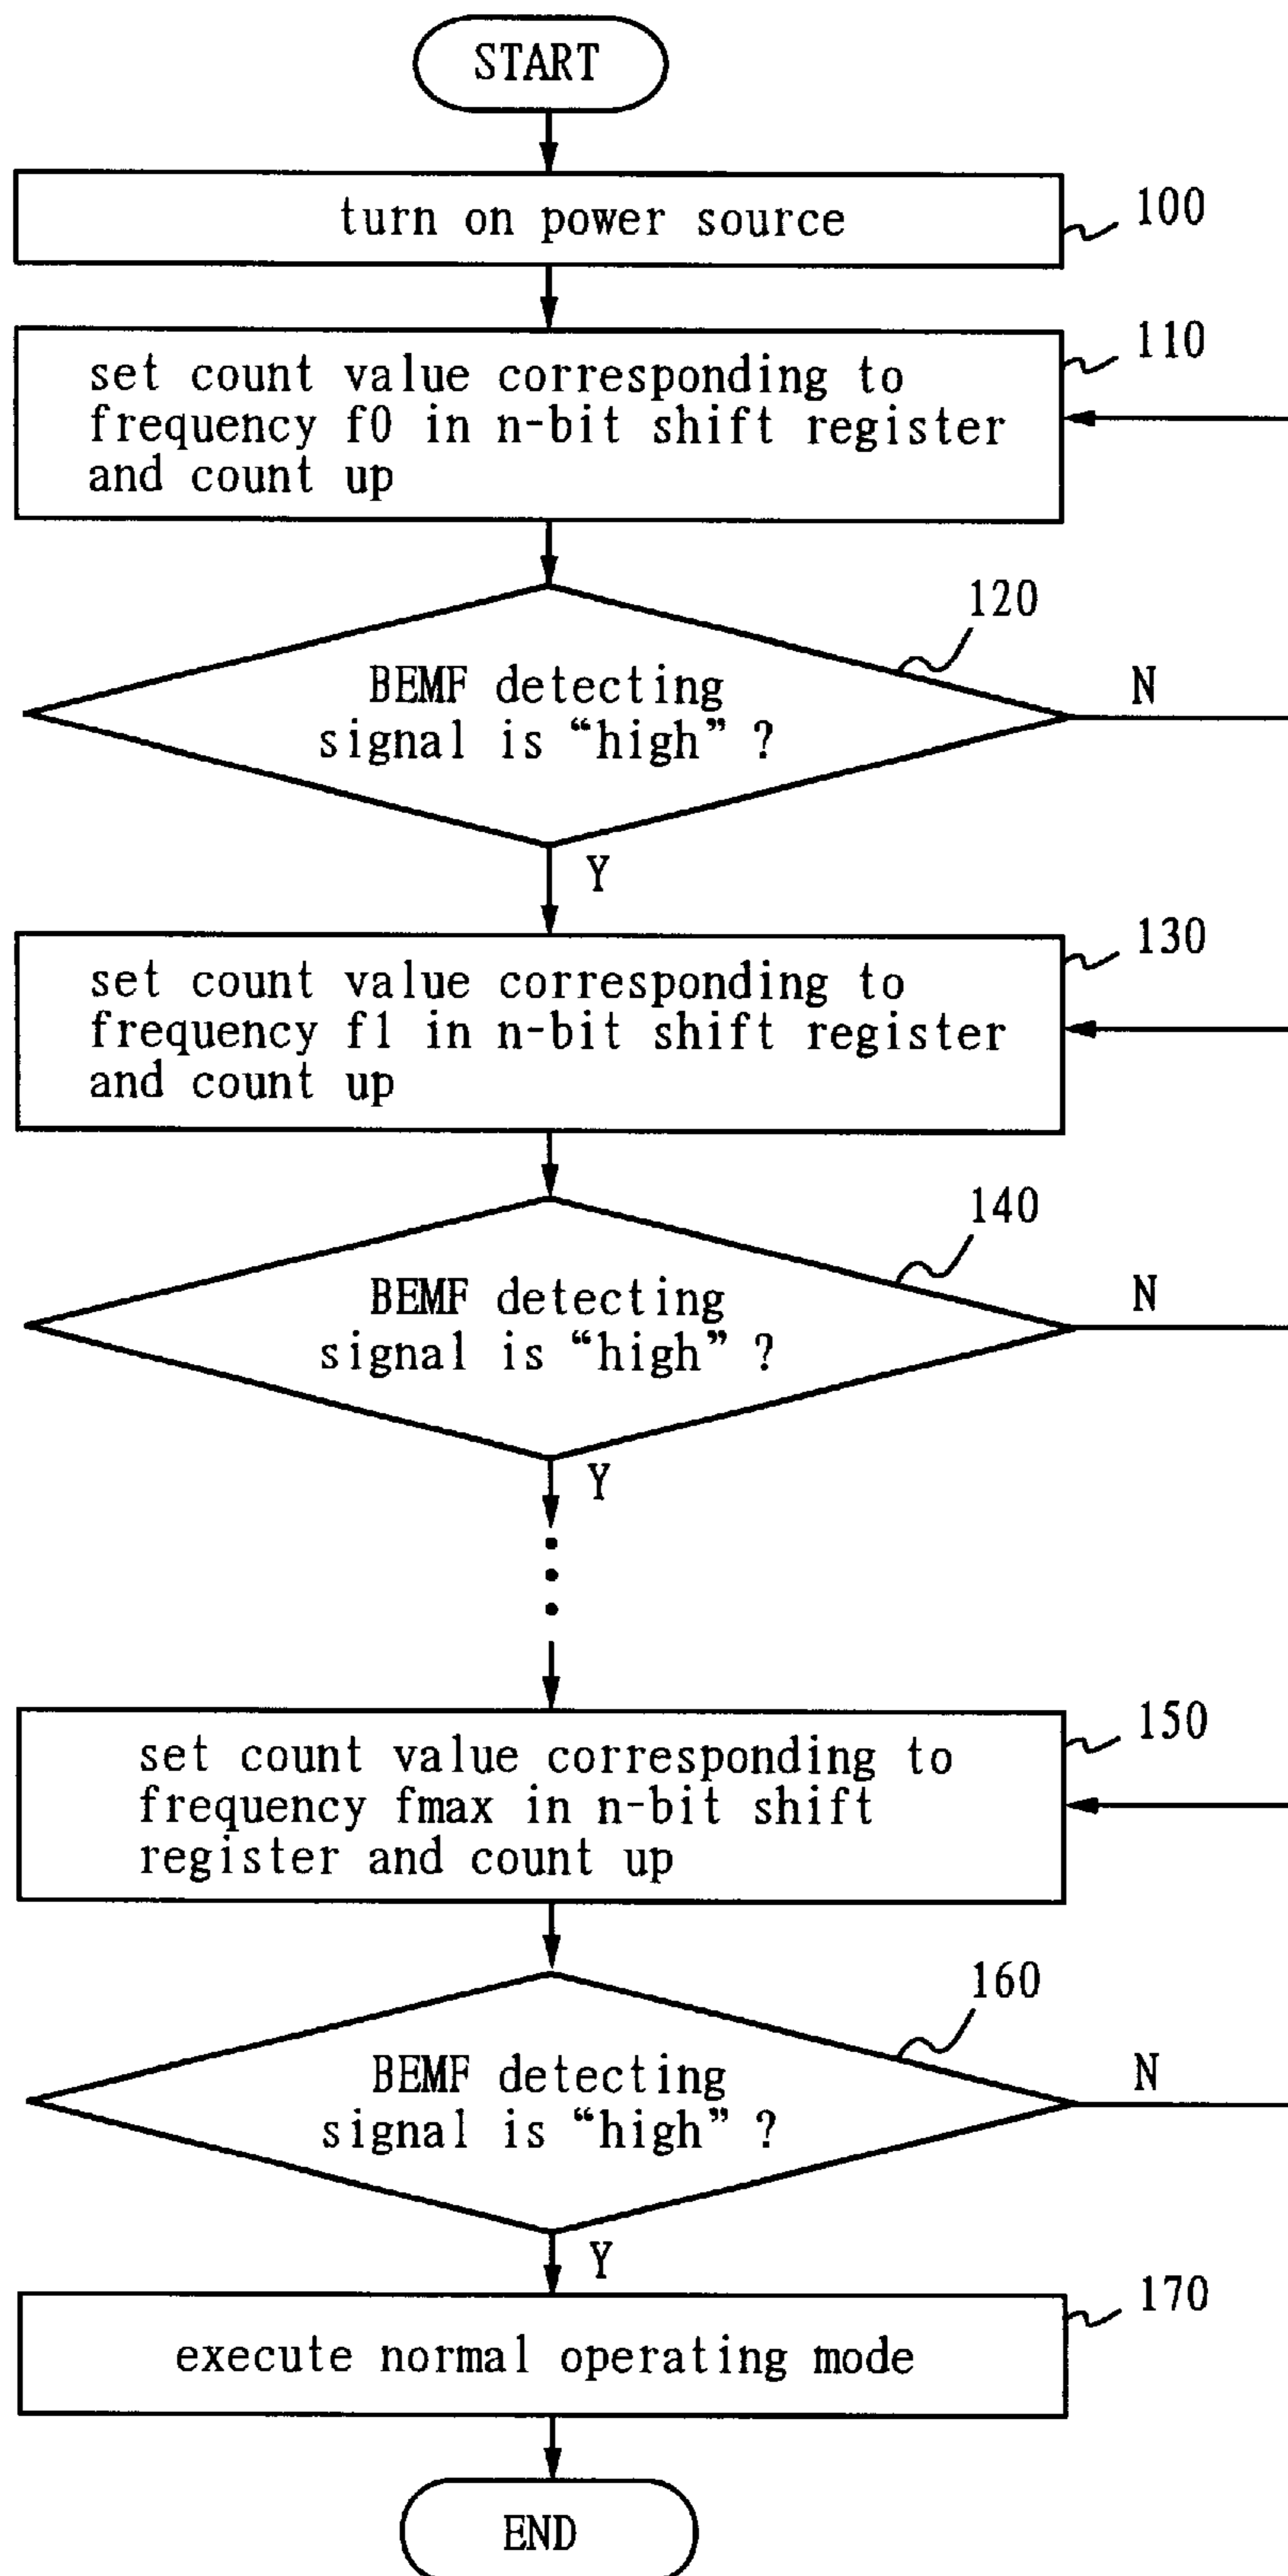 START
turn on power source
100
110
set count value corresponding to
frequency f0 in n-bit shift register
and count up
120
BEMF detecting
signal is “high” ?
N
Y
130
set count value corresponding to
frequency f1 in n-bit shift register
and count up
140
BEMF detecting
signal is “high” ?
N
Y
150
set count value corresponding to
frequency fmax in n-bit shift
register and count up
160
BEMF detecting
signal is “high” ?
N
Y
170
execute normal operating mode
END